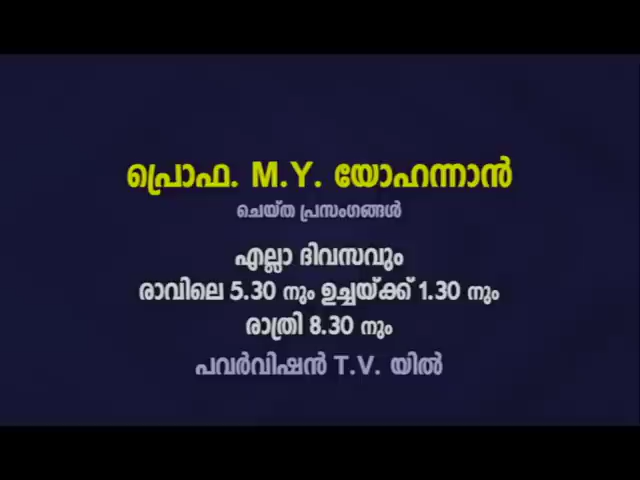 പ്രൊഫ. M.Y. യോഹന്നാൻ
ചെയ്ത പ്രസംഗങ്ങൾ
എല്ലാ ദിവസവും
രാവിലെ 5.30 നും ഉച്ചയ്ക്ക് 1.30 നും
രാത്രി 8.30 നും
പവർവിഷൻ T.V. യിൽ